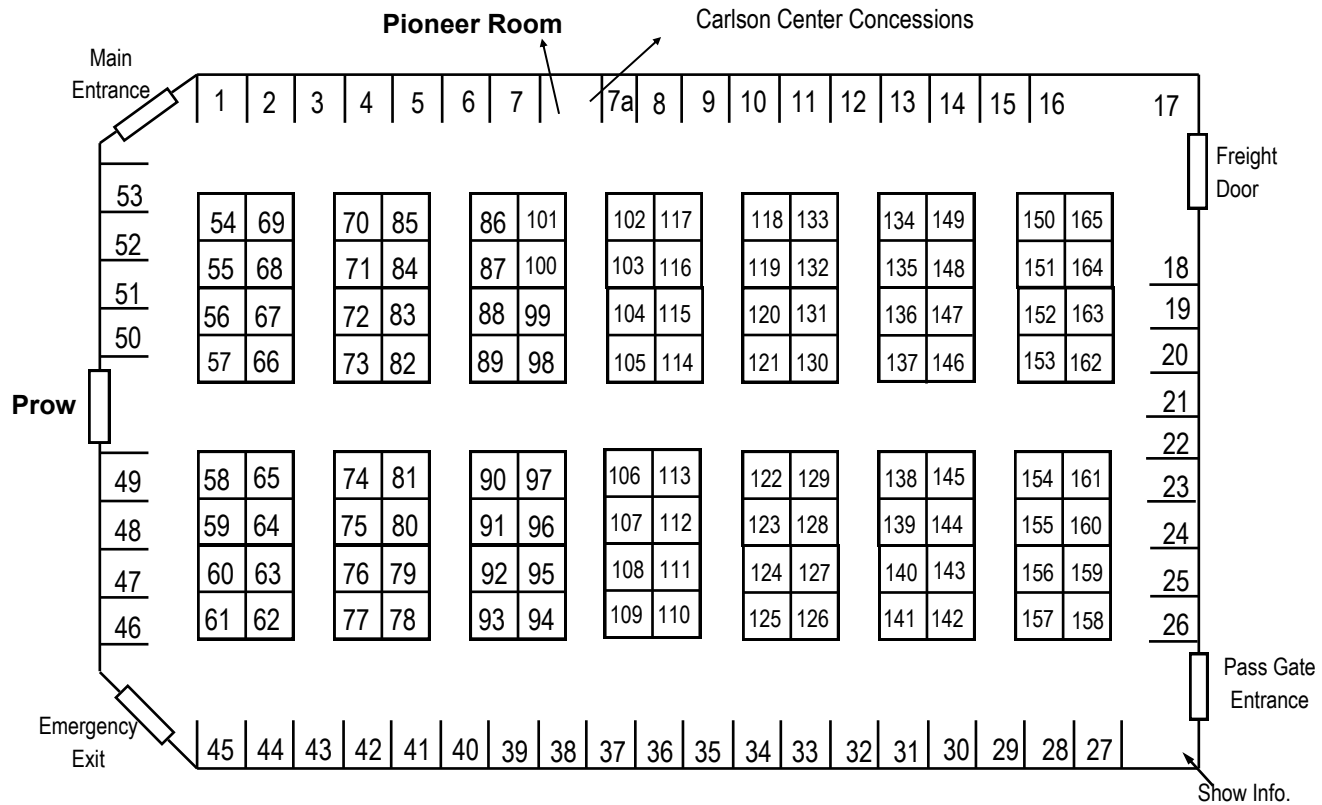 Pioneer Room
Carlson Center Concessions
Main
Entrance
1 2 3 4 5 6 7 7a 8 9 10 11 12 13 14 15 16 17
Freight
Door
53
54 69 70 85 86 101 102 117 118 133 134 149 150 165
52
55 68 71 84 87 100 103 116 119 132 135 148 151 164 18
51
56 67 72 83 88 99 104 115 120 131 136 147 152 163 19
50
57 66 73 82 89 98 105 114 121 130 137 146 153 162 20
Prow
21
22
49 58 65 74 81 90 97 106 113 122 129 138 145 154 161
23
48 59 64 75 80 91 96 107 112 123 128 139 144 155 160 24
47 60 63 76 79 92 95 108 111 124 127 140 143 156 159 25
46 61 62 77 78 93 94 109 110 125 126 141 142 157 158 26
Pass Gate
Entrance
Emergency
Exit
45 44 43 42 41 40 39 38 37 36 35 34 33 32 31 30 29 28 27
Show Info.